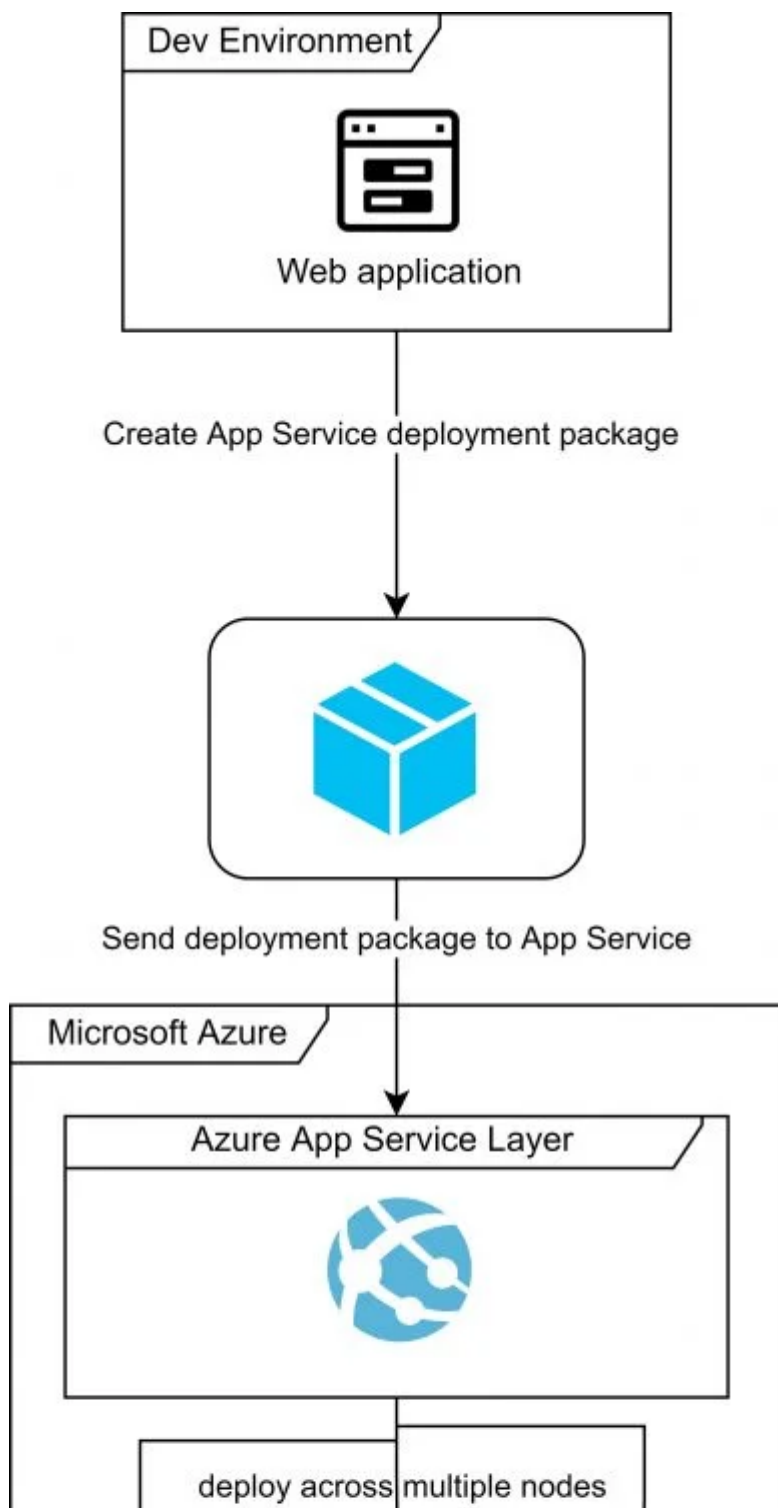 Dev Environment
Web application
Create App Service deployment package
Send deployment package to App Service
Microsoft Azure
Azure App Service Layer
deploy across multiple nodes